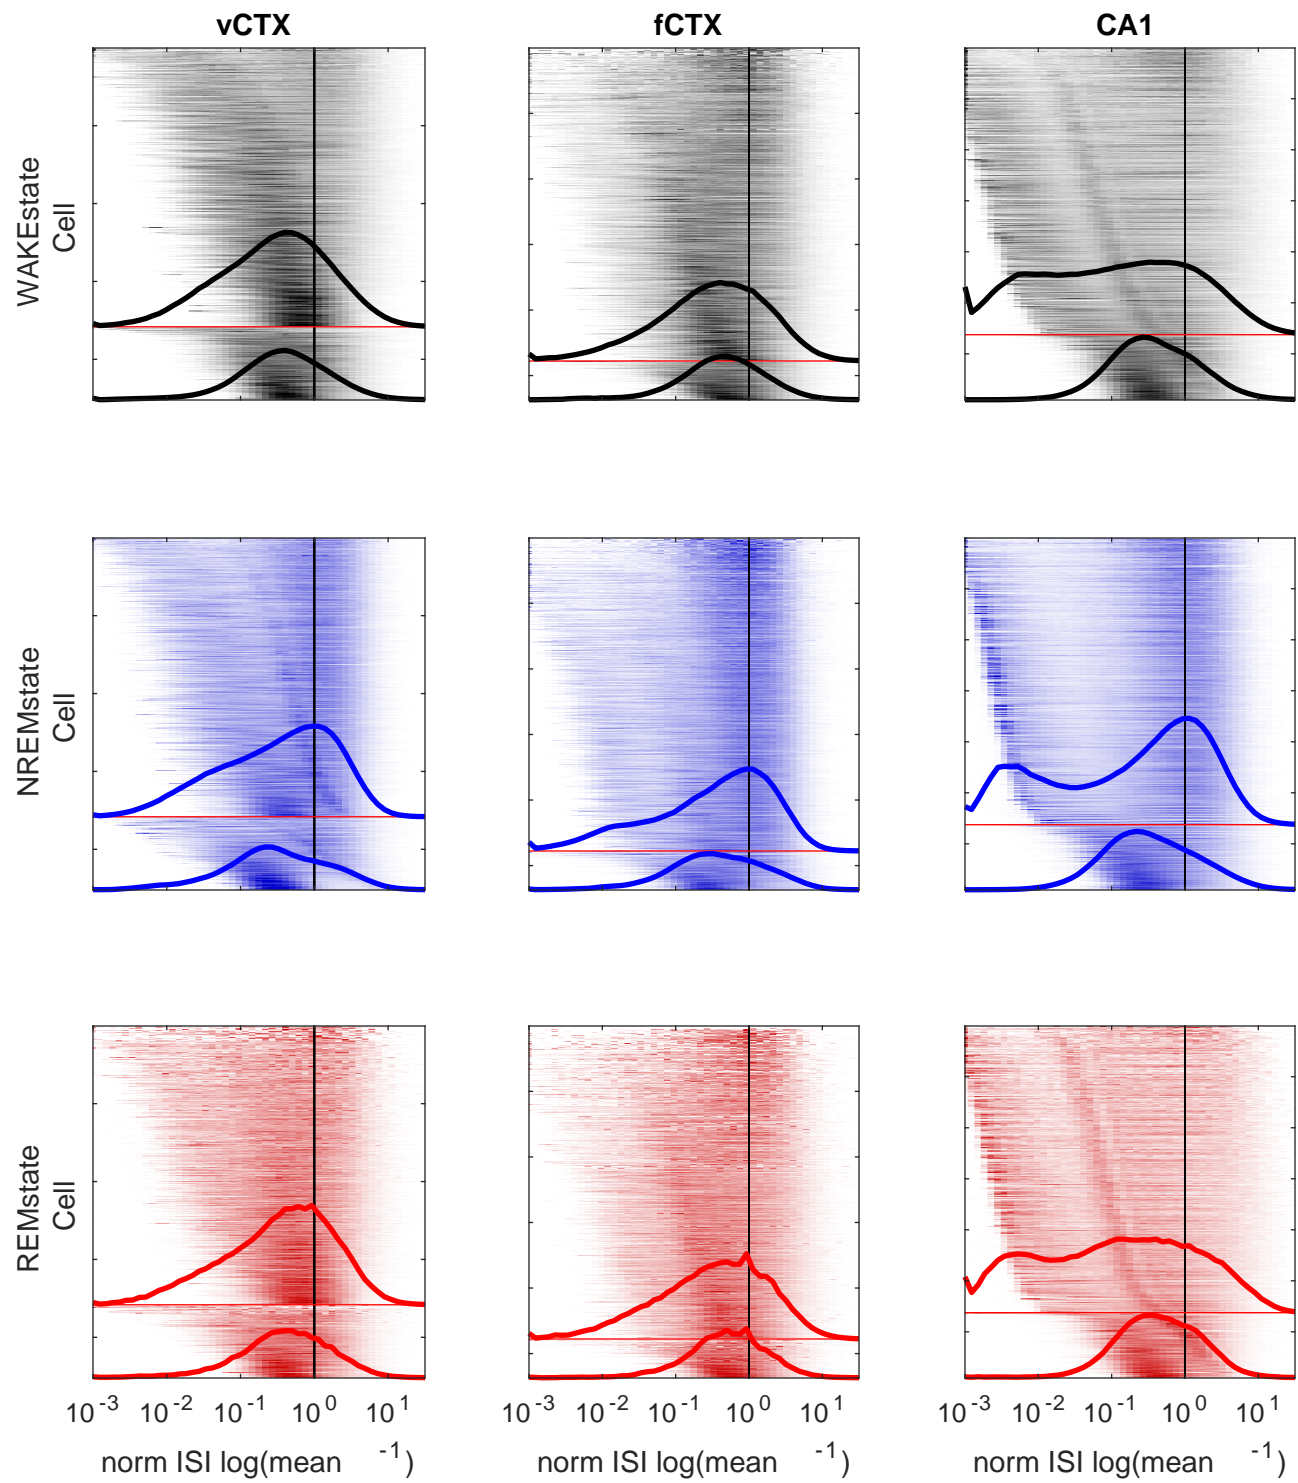 vCTX fCTX CA1
WAKEstate
Cell
NREMstate
Cell
REMstate
Cell
10^-3 10^-2 10^-1 10^0 10^1 10^-3 10^-2 10^-1 10^0 10^1 10^-3 10^-2 10^-1 10^0 10^1
norm ISI log(mean^-1) norm ISI log(mean^-1) norm ISI log(mean^-1)